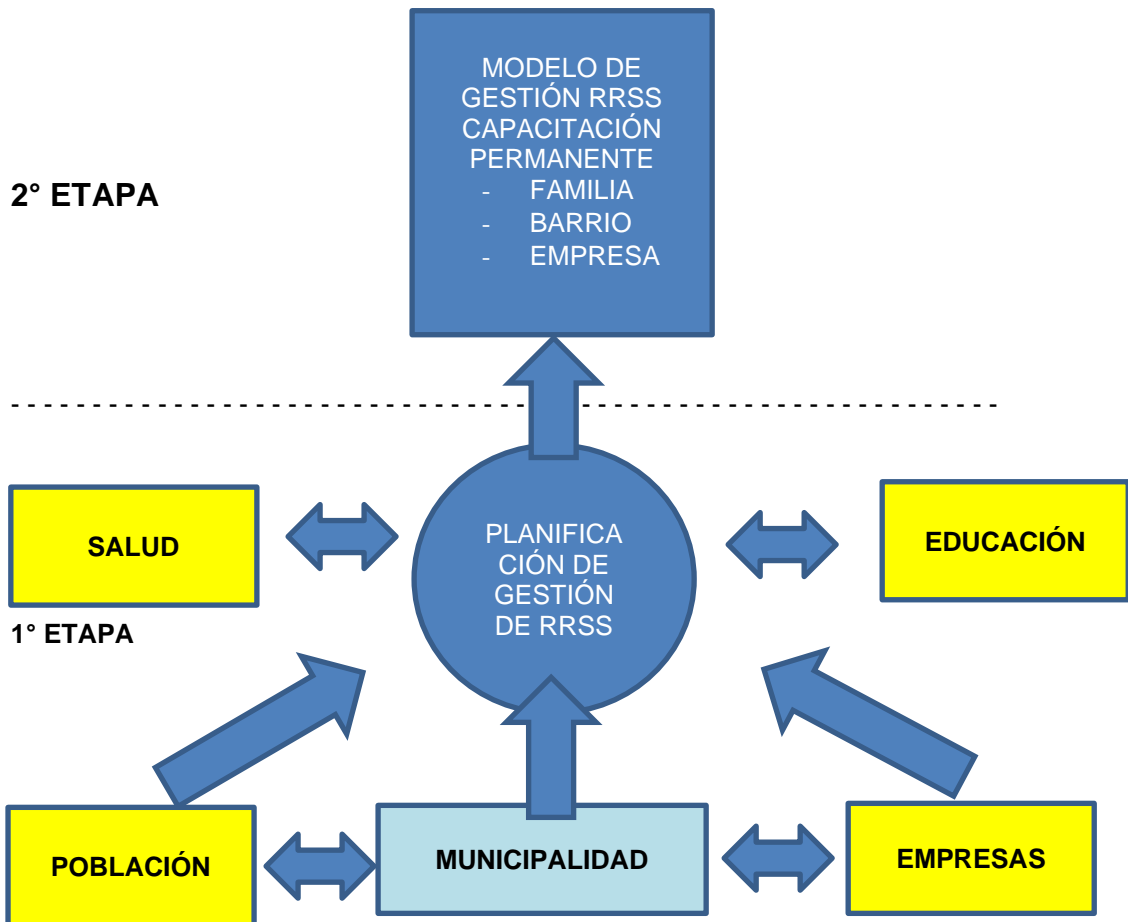 MODELO DE
GESTIÓN RRSS
CAPACITACIÓN
PERMANENTE
- FAMILIA
- BARRIO
- EMPRESA
2° ETAPA
SALUD
PLANIFICA
CIÓN DE
GESTIÓN
DE RRSS
EDUCACIÓN
1° ETAPA
POBLACIÓN
MUNICIPALIDAD
EMPRESAS